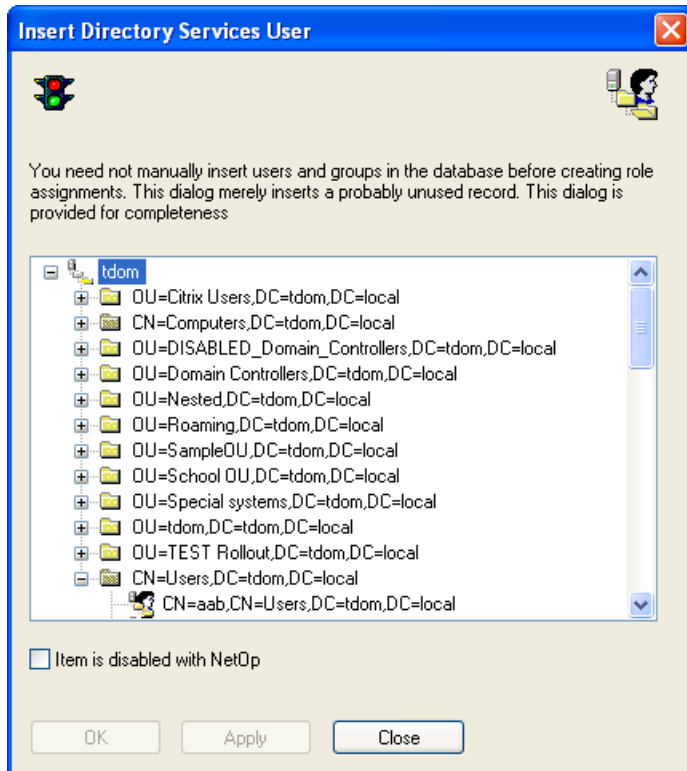 Insert Directory Services User
You need not manually insert users and groups in the database before creating role
assignments. This dialog merely inserts a probably unused record. This dialog is
provided for completeness
tdom
OU=Citrix Users,DC=tdom,DC=local
CN=Computers,DC=tdom,DC=local
OU=DISABLED_Domain_Controllers,DC=tdom,DC=local
OU=Domain Controllers,DC=tdom,DC=local
OU=Nested,DC=tdom,DC=local
OU=Roaming,DC=tdom,DC=local
OU=SampleOU,DC=tdom,DC=local
OU=School OU,DC=tdom,DC=local
OU=Special systems,DC=tdom,DC=local
OU=tdom,DC=tdom,DC=local
OU=TEST Rollout,DC=tdom,DC=local
CN=Users,DC=tdom,DC=local
CN=aab,CN=Users,DC=tdom,DC=local
Item is disabled with NetOp
OK Apply Close